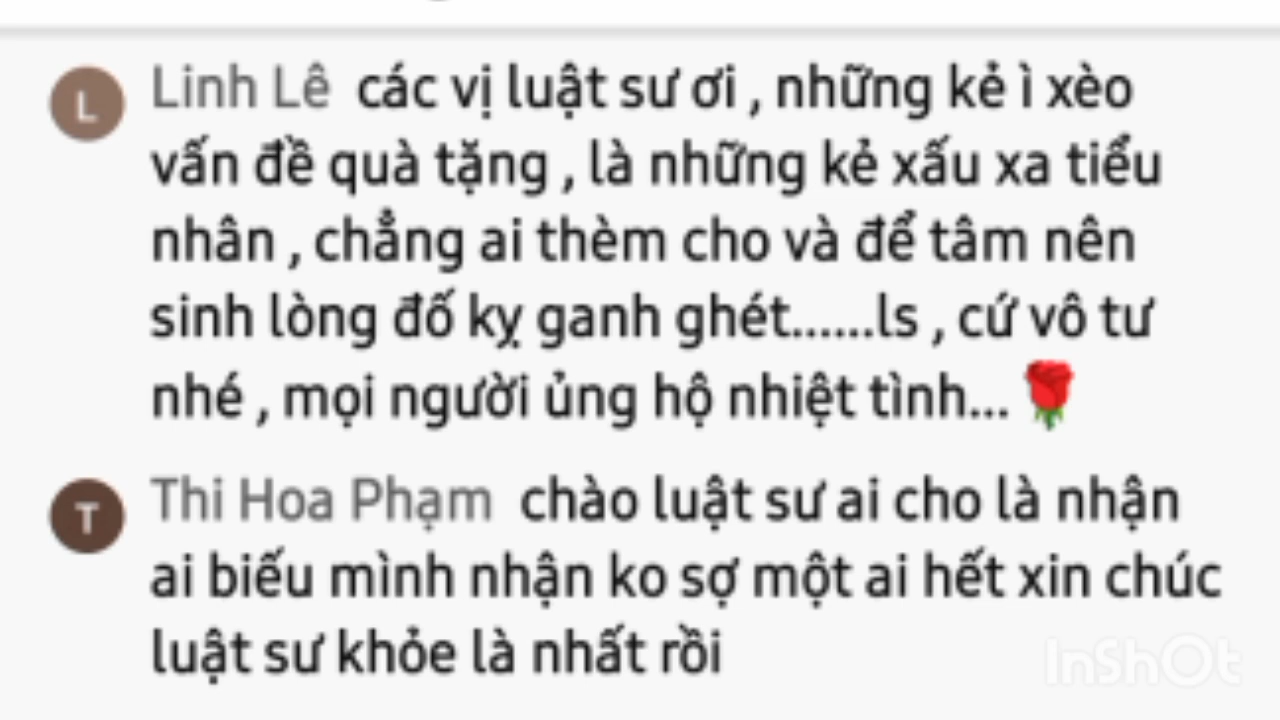 L Linh Lê các vị luật sư ơi , những kẻ ì xèo
vấn đề quà tặng , là những kẻ xấu xa tiểu
nhân , chẳng ai thèm cho và để tâm nên
sinh lòng đố kỵ ganh ghét......ls , cứ vô tư
nhé , mọi người ủng hộ nhiệt tình... 🌹
T Thi Hoa Phạm chào luật sư ai cho là nhận
ai biếu mình nhận ko sợ một ai hết xin chúc
luật sư khỏe là nhất rồi
InShOt